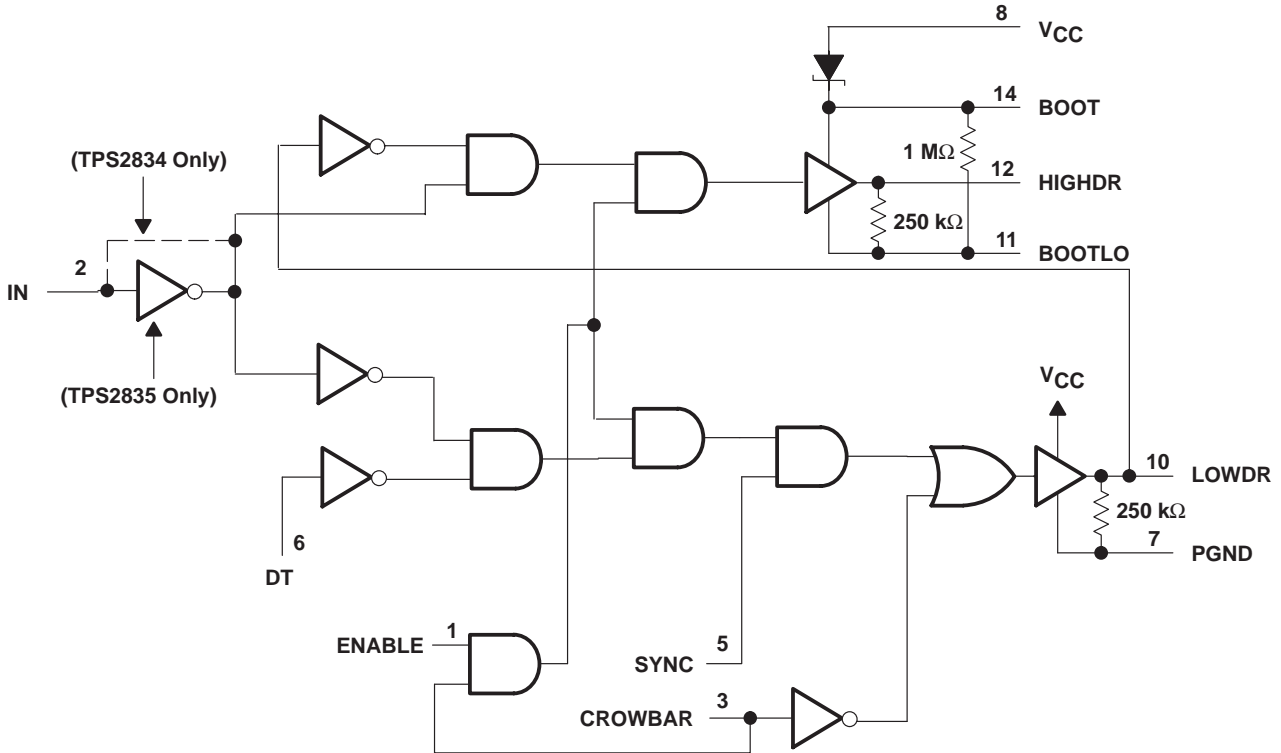 8
VCC
14
BOOT
(TPS2834 Only)
1 MΩ
12
HIGHDR
250 kΩ
11
BOOTLO
2
IN
(TPS2835 Only)
VCC
10
LOWDR
250 kΩ
6
7
PGND
DT
1
ENABLE
5
SYNC
3
CROWBAR